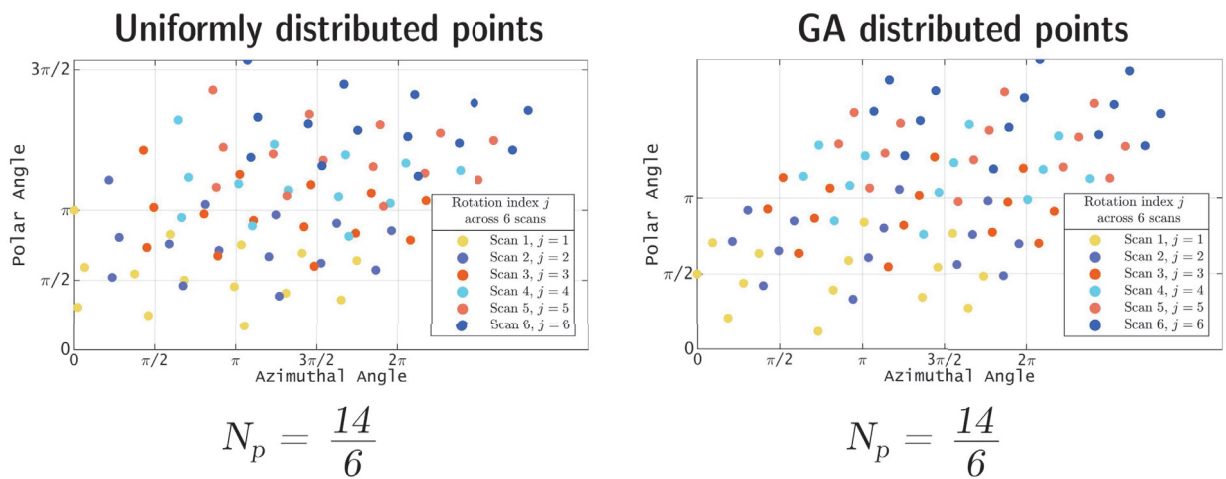 Uniformly distributed points
3π/2
π
π/2
0
Polar Angle
0 π/2 π 3π/2 2π
Azimuthal Angle
Rotation index j
across 6 scans
Scan 1, j = 1
Scan 2, j = 2
Scan 3, j = 3
Scan 4, j = 4
Scan 5, j = 5
Scan 6, j = 6
N_p = 14/6
GA distributed points
π
π/2
0
Polar Angle
0 π/2 π 3π/2 2π
Azimuthal Angle
Rotation index j
across 6 scans
Scan 1, j = 1
Scan 2, j = 2
Scan 3, j = 3
Scan 4, j = 4
Scan 5, j = 5
Scan 6, j = 6
N_p = 14/6